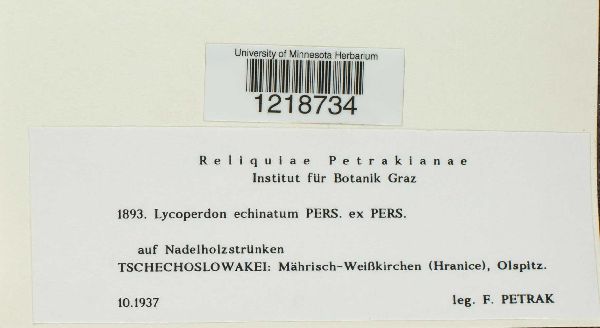 University of Minnesota Herbarium
1218734
Reliquiae Petrakianae
Institut für Botanik Graz
1893. Lycoperdon echinatum PERS. ex PERS.
auf Nadelholzstrünken
TSCHECHOSLOWAKEI: Mährisch-Weißkirchen (Hranice), Olspitz.
10.1937 leg. F. PETRAK